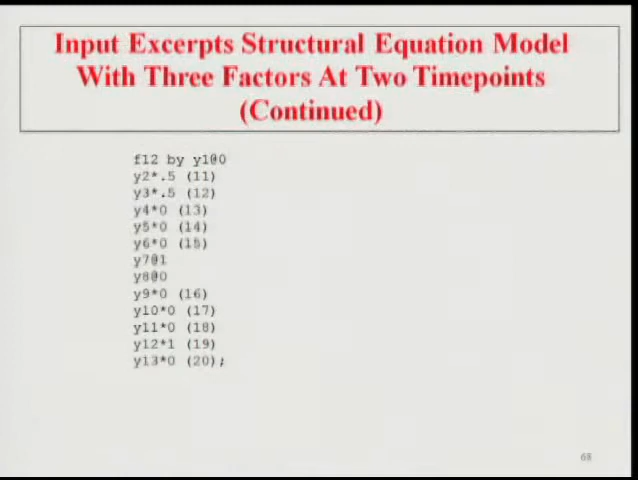 Input Excerpts Structural Equation Model
With Three Factors At Two Timepoints
(Continued)
f12 by y1@0
y2*.5 (11)
y3*.5 (12)
y4*0 (13)
y5*0 (14)
y6*0 (15)
y7@1
y8@0
y9*0 (16)
y10*0 (17)
y11*0 (18)
y12*1 (19)
y13*0 (20);
68